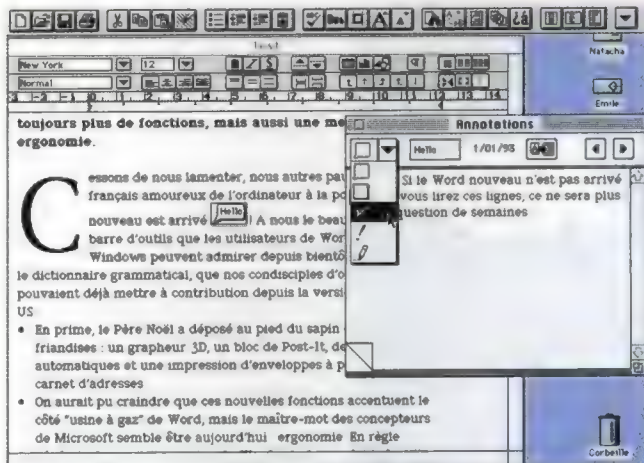 New York
12
Normal
toujours plus de fonctions, mais aussi une me
ergonomie.
Cessons de nous lamenter, nous autres pau
français amoureux de l'ordinateur à la po
nouveau est arrivé Hello ! A nous le beau
barre d'outils que les utilisateurs de Wor
Windows peuvent admirer depuis bientô
le dictionnaire grammatical, que nos condisciples d'o
pouvaient déjà mettre à contribution depuis la versi
US
• En prime, le Père Noël a déposé au pied du sapin
friandises : un grapheur 3D, un bloc de Post-It, de
automatiques et une impression d'enveloppes à p
carnet d'adresses
• On aurait pu craindre que ces nouvelles fonctions accentuent le
côté "usine à gaz" de Word, mais le maître-mot des concepteurs
de Microsoft semble être aujourd'hui ergonomie En règle
Annotations
Hello
1/01/93
Si le Word nouveau n'est pas arrivé
vous lirez ces lignes, ce ne sera plus
question de semaines
Natacha
Emile
Corbeille